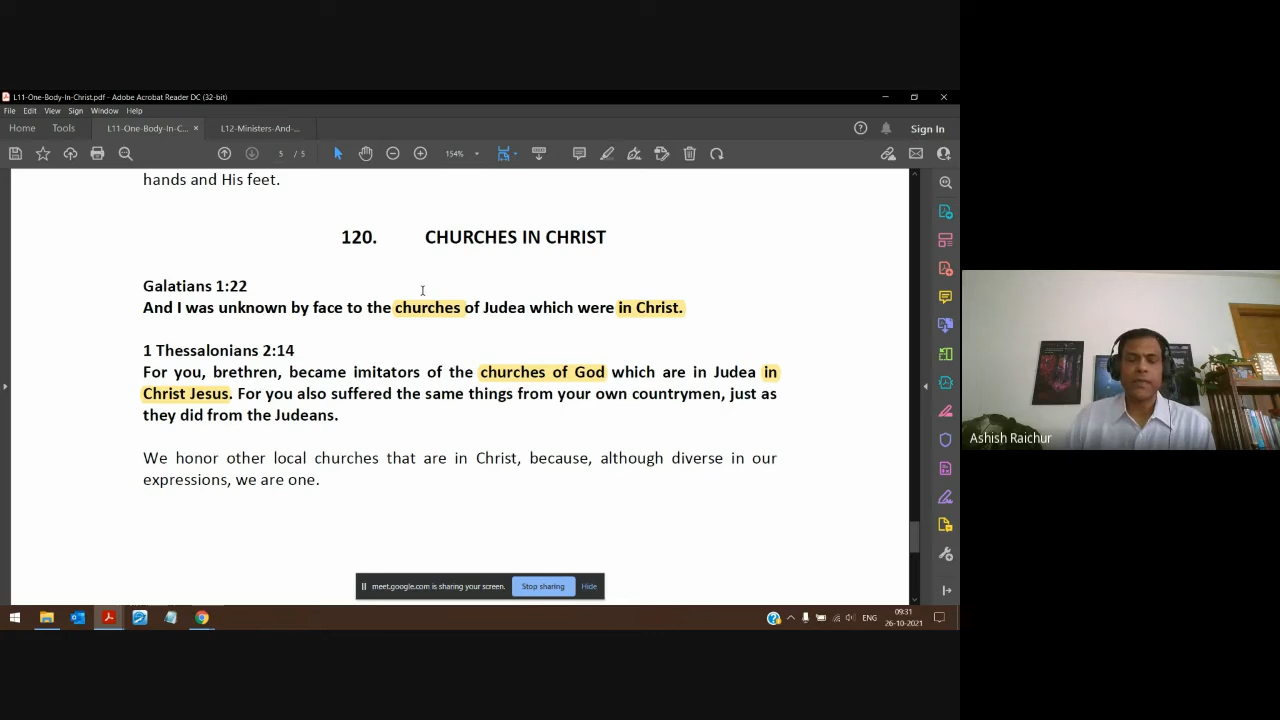 L11-One-Body-In-Christ.pdf - Adobe Acrobat Reader DC (32-bit)
File Edit View Sign Window Help
Home Tools L11-One-Body-In-C... × L12-Ministers-And-... Sign In
5 / 5 154%
hands and His feet.
120. CHURCHES IN CHRIST
Galatians 1:22
And I was unknown by face to the churches of Judea which were in Christ.
1 Thessalonians 2:14
For you, brethren, became imitators of the churches of God which are in Judea in
Christ Jesus. For you also suffered the same things from your own countrymen, just as
they did from the Judeans.
We honor other local churches that are in Christ, because, although diverse in our
expressions, we are one.
Ashish Raichur
meet.google.com is sharing your screen. Stop sharing Hide
ENG
09:31
26-10-2021